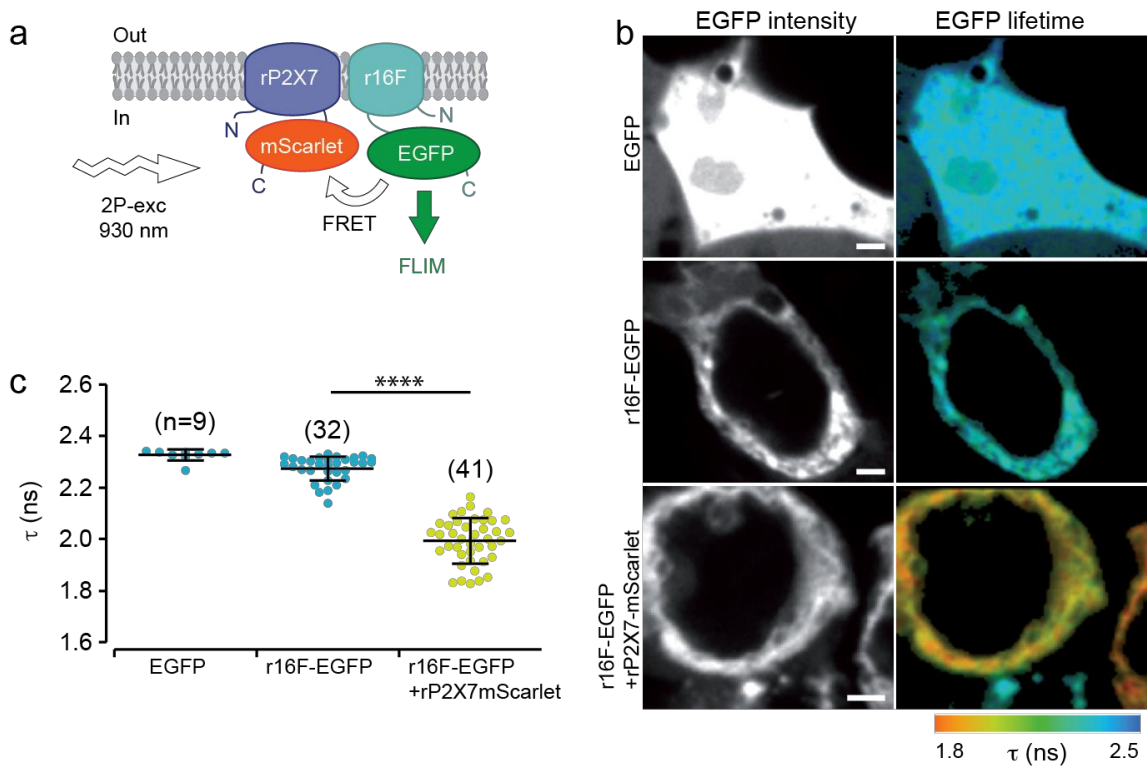 a
Out
rP2X7
r16F
In
N
N
mScarlet
EGFP
C
C
2P-exc
930 nm
FRET
FLIM
b
EGFP intensity
EGFP lifetime
EGFP
r16F-EGFP
r16F-EGFP
+rP2X7-mScarlet
1.8
τ (ns)
2.5
c
τ (ns)
2.6
2.4
2.2
2.0
1.8
1.6
(n=9)
(32)
(41)
****
EGFP
r16F-EGFP
r16F-EGFP
+rP2X7mScarlet